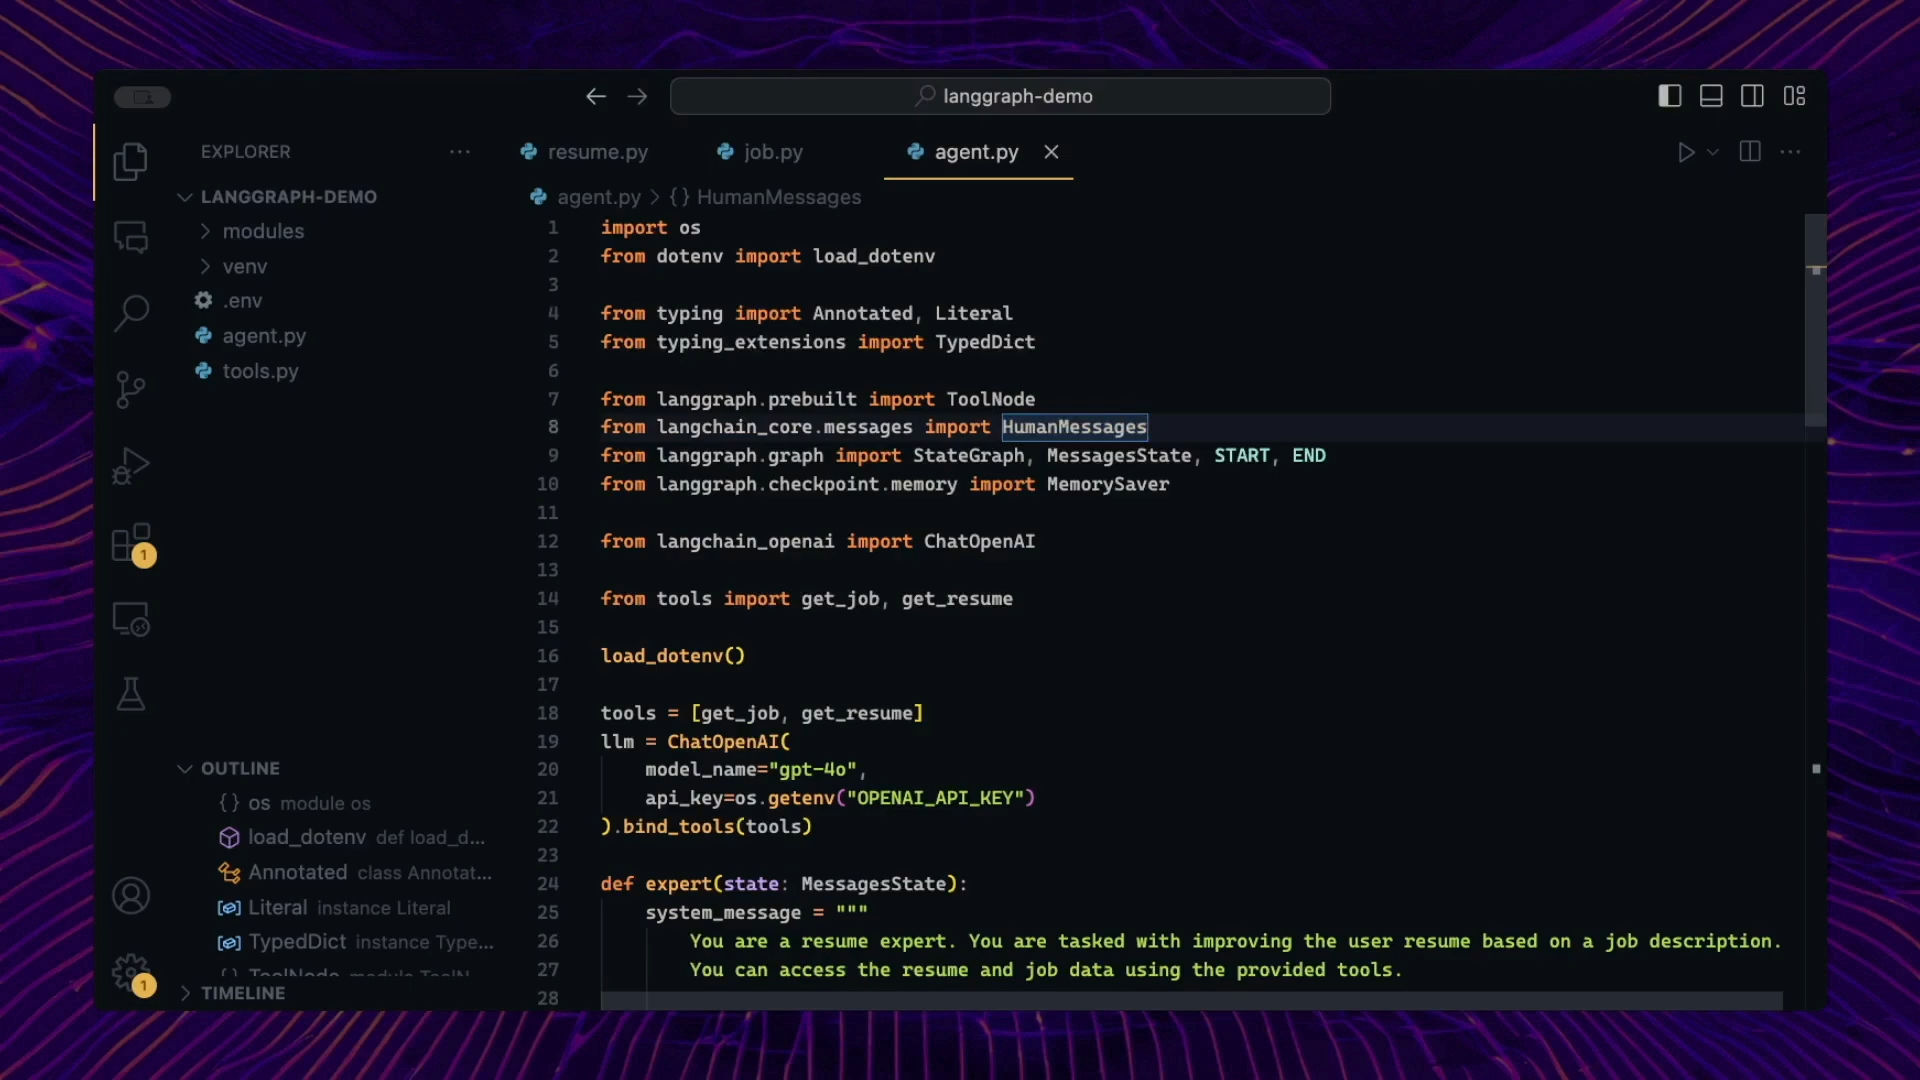 langgraph-demo
EXPLORER
resume.py
job.py
agent.py
LANGGRAPH-DEMO
modules
venv
.env
agent.py
tools.py
agent.py > {} HumanMessages
1 import os
2 from dotenv import load_dotenv
3
4 from typing import Annotated, Literal
5 from typing_extensions import TypedDict
6
7 from langgraph.prebuilt import ToolNode
8 from langchain_core.messages import HumanMessages
9 from langgraph.graph import StateGraph, MessagesState, START, END
10 from langgraph.checkpoint.memory import MemorySaver
11
12 from langchain_openai import ChatOpenAI
13
14 from tools import get_job, get_resume
15
16 load_dotenv()
17
18 tools = [get_job, get_resume]
19 llm = ChatOpenAI(
20 model_name="gpt-4o",
21 api_key=os.getenv("OPENAI_API_KEY")
22 ).bind_tools(tools)
23
24 def expert(state: MessagesState):
25 system_message = """
26 You are a resume expert. You are tasked with improving the user resume based on a job description.
27 You can access the resume and job data using the provided tools.
28
1
OUTLINE
{} os module os
load_dotenv def load_d...
Annotated class Annotat...
Literal instance Literal
TypedDict instance Type...
TIMELINE
1